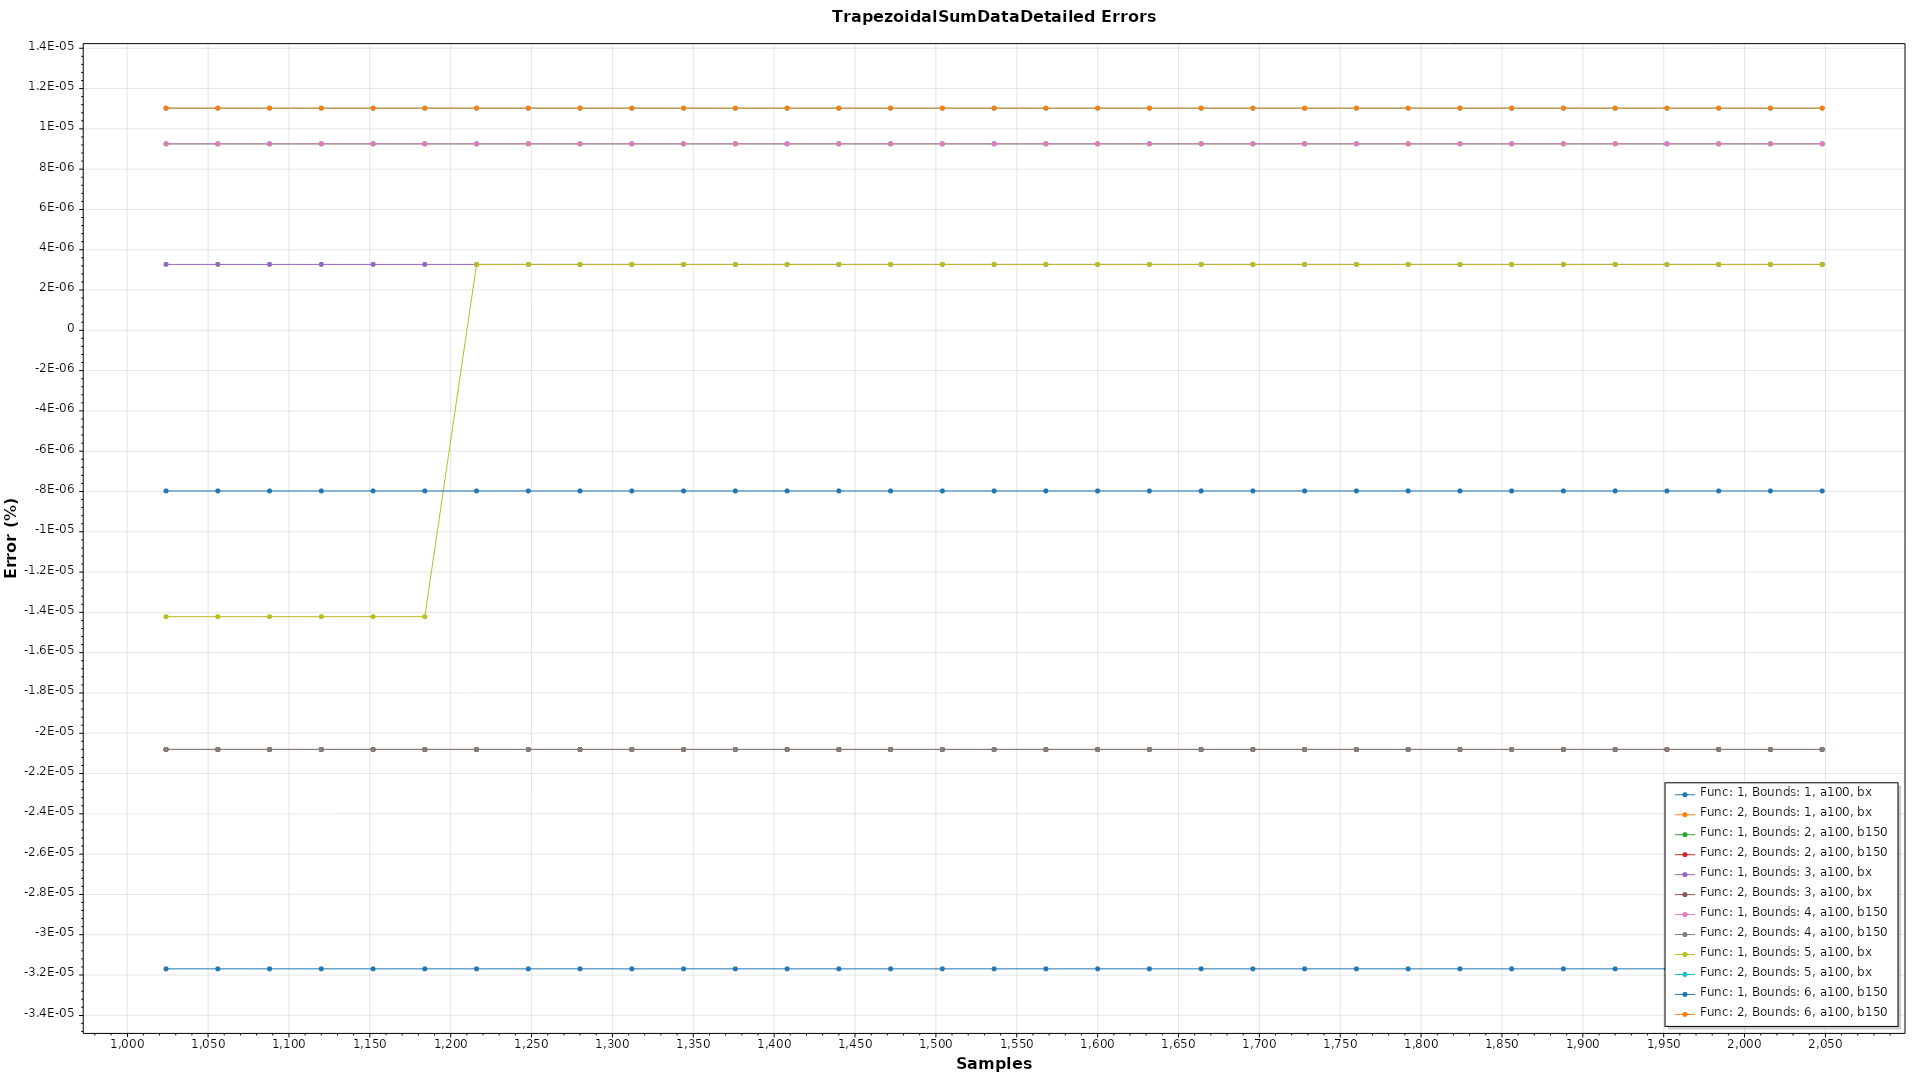 TrapezoidalSumDataDetailed Errors
1.4E-05
1.2E-05
1E-05
8E-06
6E-06
4E-06
2E-06
0
-2E-06
-4E-06
-6E-06
-8E-06
-1E-05
-1.2E-05
-1.4E-05
-1.6E-05
-1.8E-05
-2E-05
-2.2E-05
-2.4E-05
-2.6E-05
-2.8E-05
-3E-05
-3.2E-05
-3.4E-05
Error (%)
Func: 1, Bounds: 1, a100, bx
Func: 2, Bounds: 1, a100, bx
Func: 1, Bounds: 2, a100, b150
Func: 2, Bounds: 2, a100, b150
Func: 1, Bounds: 3, a100, bx
Func: 2, Bounds: 3, a100, bx
Func: 1, Bounds: 4, a100, b150
Func: 2, Bounds: 4, a100, b150
Func: 1, Bounds: 5, a100, bx
Func: 2, Bounds: 5, a100, bx
Func: 1, Bounds: 6, a100, b150
Func: 2, Bounds: 6, a100, b150
1,000 1,050 1,100 1,150 1,200 1,250 1,300 1,350 1,400 1,450 1,500 1,550 1,600 1,650 1,700 1,750 1,800 1,850 1,900 1,950 2,000 2,050
Samples